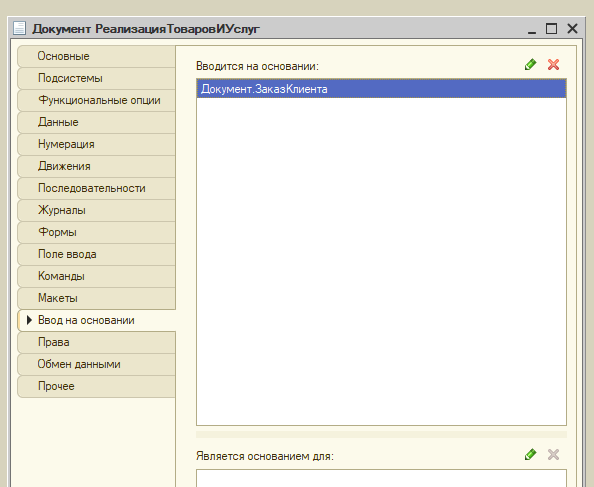 Документ РеализацияТоваровИУслуг
Основные
Подсистемы
Функциональные опции
Данные
Нумерация
Движения
Последовательности
Журналы
Формы
Поле ввода
Команды
Макеты
Ввод на основании
Права
Обмен данными
Прочее
Вводится на основании:
Документ.ЗаказКлиента
Является основанием для: